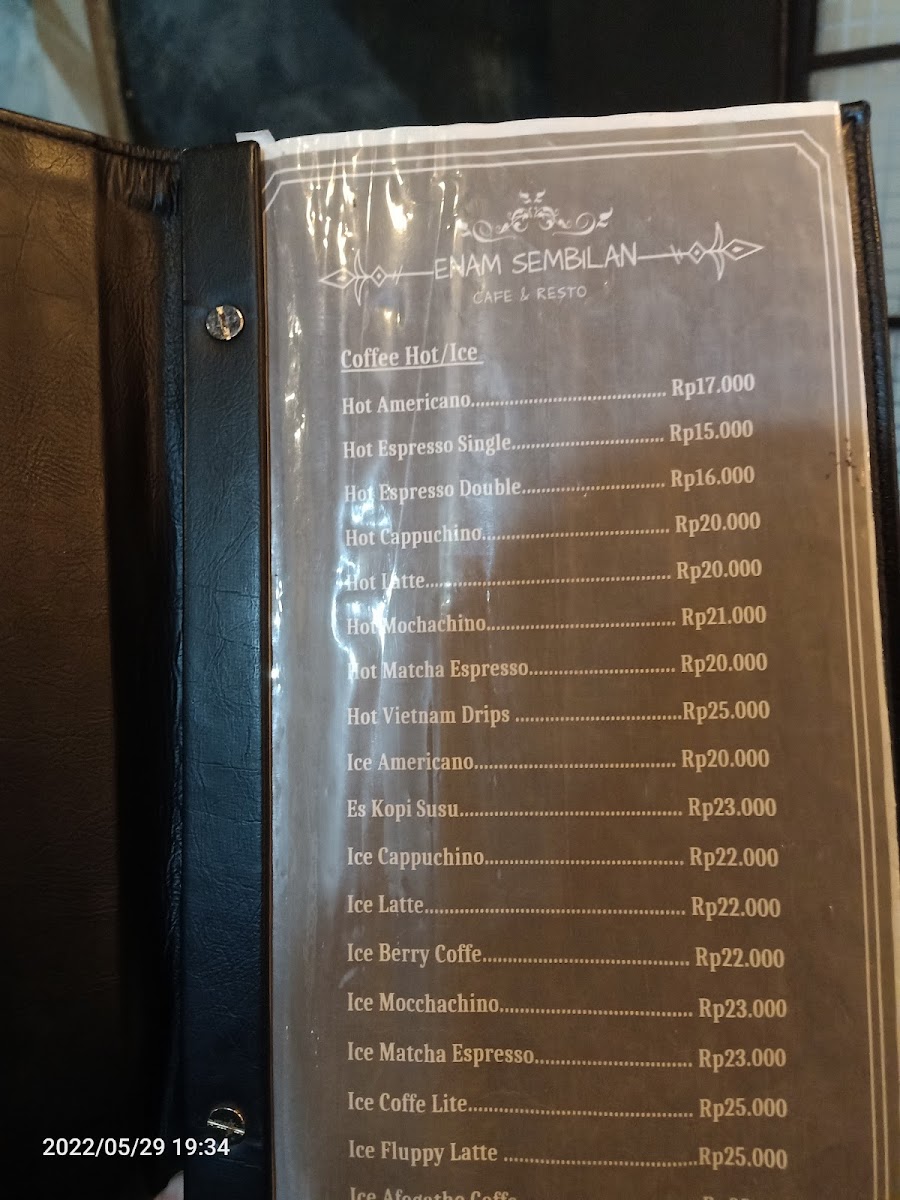 ENAM SEMBILAN
CAFE & RESTO
Coffee Hot/Ice
Hot Americano....................................... Rp17.000
Hot Espresso Single.................................. Rp15.000
Hot Espresso Double................................ Rp16.000
Hot Cappuchino......................................... Rp20.000
Hot Latte...................................................... Rp20.000
Hot Mochachino......................................... Rp21.000
Hot Matcha Espresso................................ Rp20.000
Hot Vietnam Drips .....................................Rp25.000
Ice Americano............................................ Rp20.000
Es Kopi Susu................................................ Rp23.000
Ice Cappuchino........................................... Rp22.000
Ice Latte........................................................ Rp22.000
Ice Berry Coffe............................................ Rp22.000
Ice Mocchachino......................................... Rp23.000
Ice Matcha Espresso.................................. Rp23.000
Ice Coffe Lite................................................ Rp25.000
Ice Fluppy Latte .........................................Rp25.000
Ice Afogatho Coffe
2022/05/29 19:34